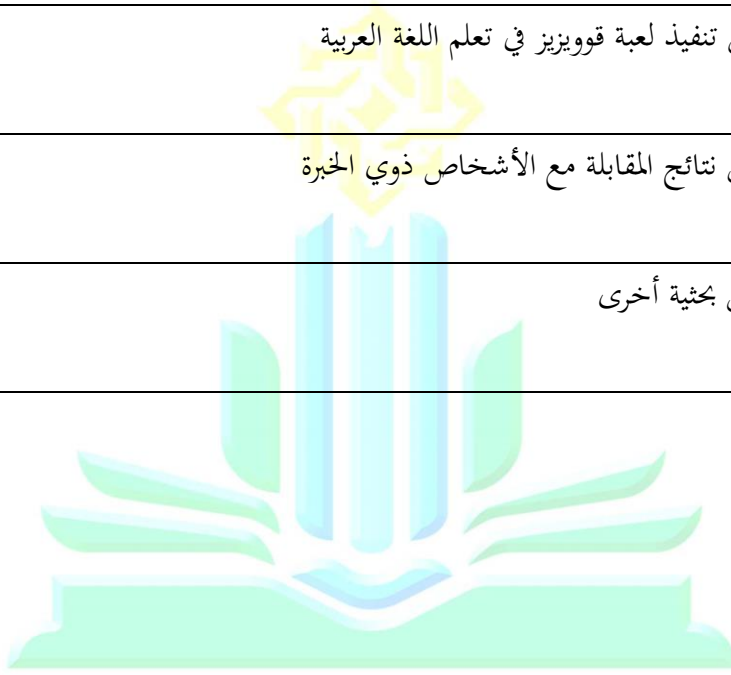 تنفيذ لعبة قوويزيز في تعلم اللغة العربية
نتائج المقابلة مع الأشخاص ذوي الخبرة
بحثية أخرى